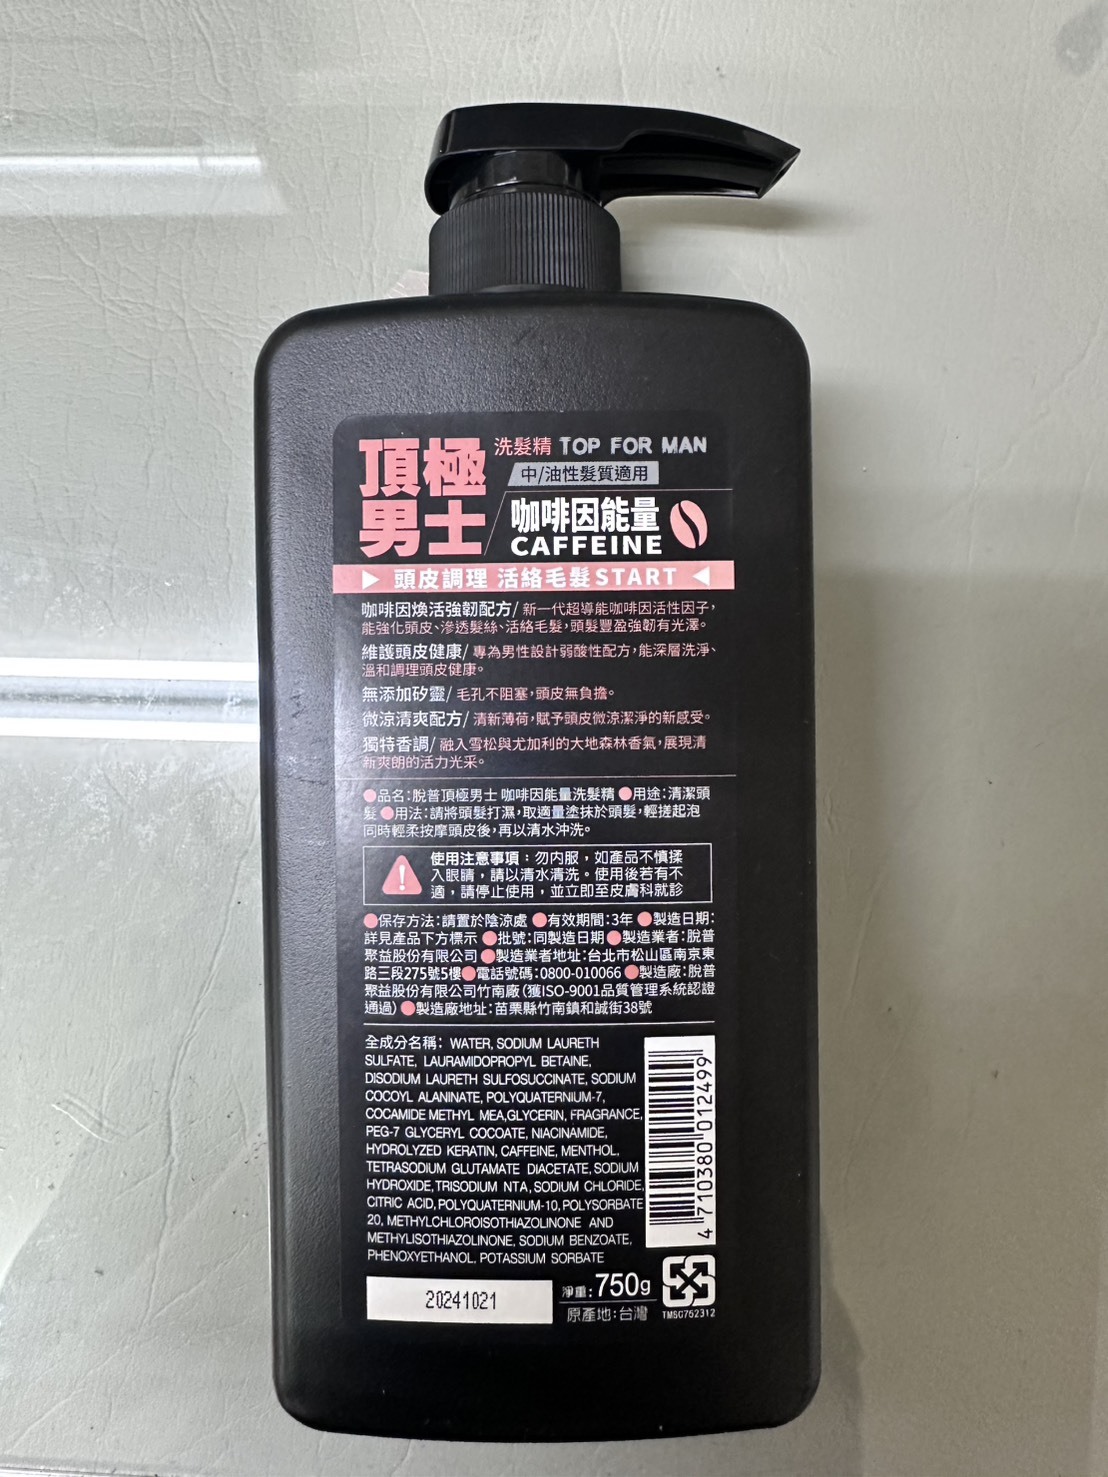 頂極男士
洗髮精 TOP FOR MAN
中/油性髮質適用
咖啡因能量
CAFFEINE
▶ 頭皮調理 活絡毛髮START ◀
咖啡因煥活強韌配方/新一代超導能咖啡因活性因子,
能強化頭皮、滲透髮絲、活絡毛髮,頭髮豐盈強韌有光澤。
維護頭皮健康/專為男性設計弱酸性配方,能深層洗淨、
溫和調理頭皮健康。
無添加矽靈/毛孔不阻塞,頭皮無負擔。
微涼清爽配方/清新薄荷,賦予頭皮微涼潔淨的新感受。
獨特香調/融入雪松與尤加利的大地森林香氣,展現清
新爽朗的活力光采。
●品名:脫普頂極男士 咖啡因能量洗髮精 ●用途:清潔頭
髮 ●用法:請將頭髮打濕,取適量塗抹於頭髮,輕搓起泡
同時輕柔按摩頭皮後,再以清水沖洗。
使用注意事項:勿內服,如產品不慎揉
入眼睛,請以清水清洗。使用後若有不
適,請停止使用,並立即至皮膚科就診
●保存方法:請置於陰涼處 ●有效期間:3年 ●製造日期:
詳見產品下方標示 ●批號:同製造日期 ●製造業者:脫普
聚益股份有限公司 ●製造業者地址:台北市松山區南京東
路三段275號5樓●電話號碼:0800-010066 ●製造廠:脫普
聚益股份有限公司竹南廠(獲ISO-9001品質管理系統認證
通過) ●製造廠地址:苗栗縣竹南鎮和誠街38號
全成分名稱: WATER, SODIUM LAURETH
SULFATE, LAURAMIDOPROPYL BETAINE,
DISODIUM LAURETH SULFOSUCCINATE, SODIUM
COCOYL ALANINATE, POLYQUATERNIUM-7,
COCAMIDE METHYL MEA,GLYCERIN, FRAGRANCE,
PEG-7 GLYCERYL COCOATE, NIACINAMIDE,
HYDROLYZED KERATIN, CAFFEINE, MENTHOL,
TETRASODIUM GLUTAMATE DIACETATE, SODIUM
HYDROXIDE, TRISODIUM NTA, SODIUM CHLORIDE,
CITRIC ACID, POLYQUATERNIUM-10, POLYSORBATE
20, METHYLCHLOROISOTHIAZOLINONE AND
METHYLISOTHIAZOLINONE, SODIUM BENZOATE,
PHENOXYETHANOL, POTASSIUM SORBATE
4 710380 012499
20241021
淨重:750g
原產地:台灣
TMSG752312